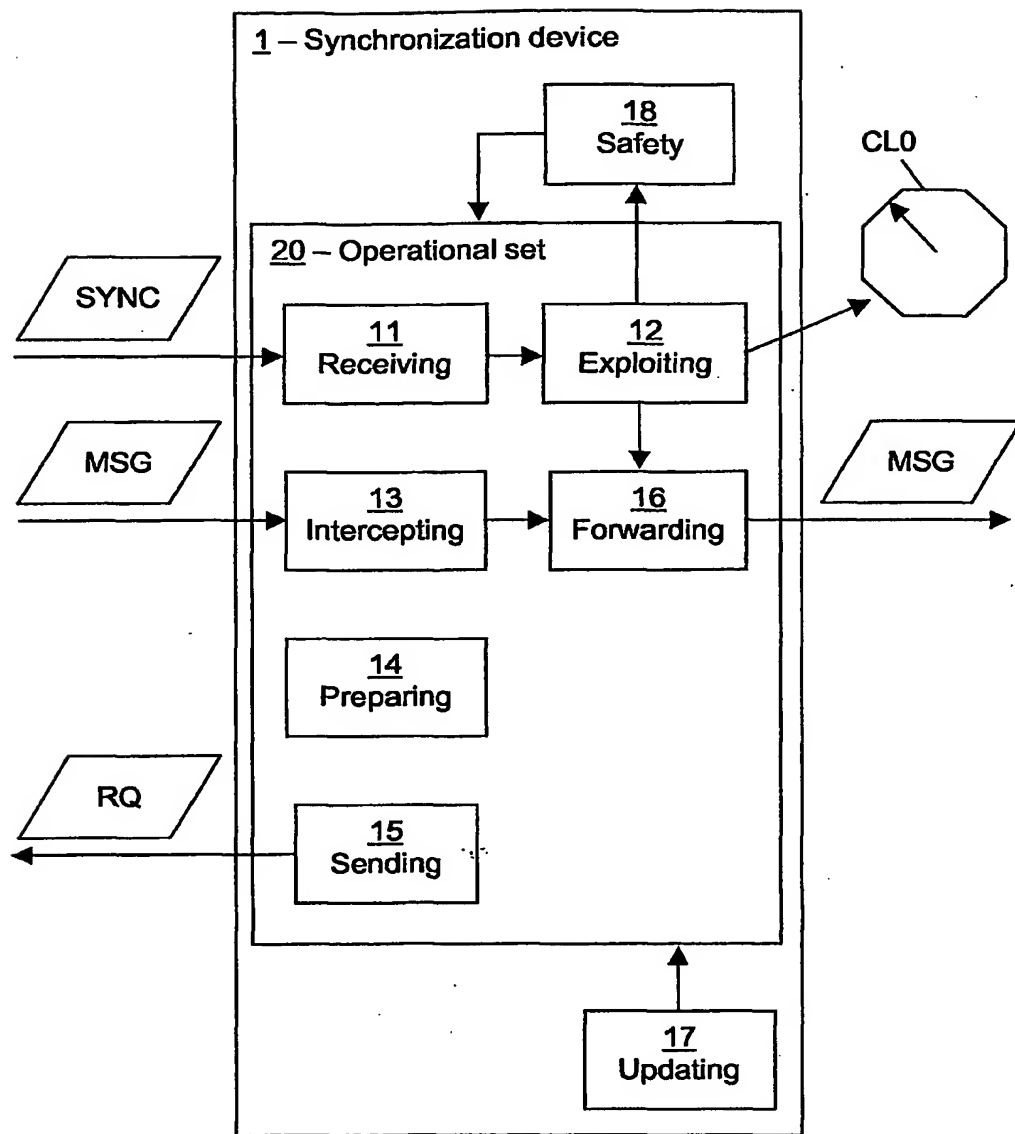 1 – Synchronization device
18
Safety
CL0
20 – Operational set
SYNC
11
Receiving
12
Exploiting
MSG
13
Intercepting
16
Forwarding
MSG
14
Preparing
RQ
15
Sending
17
Updating